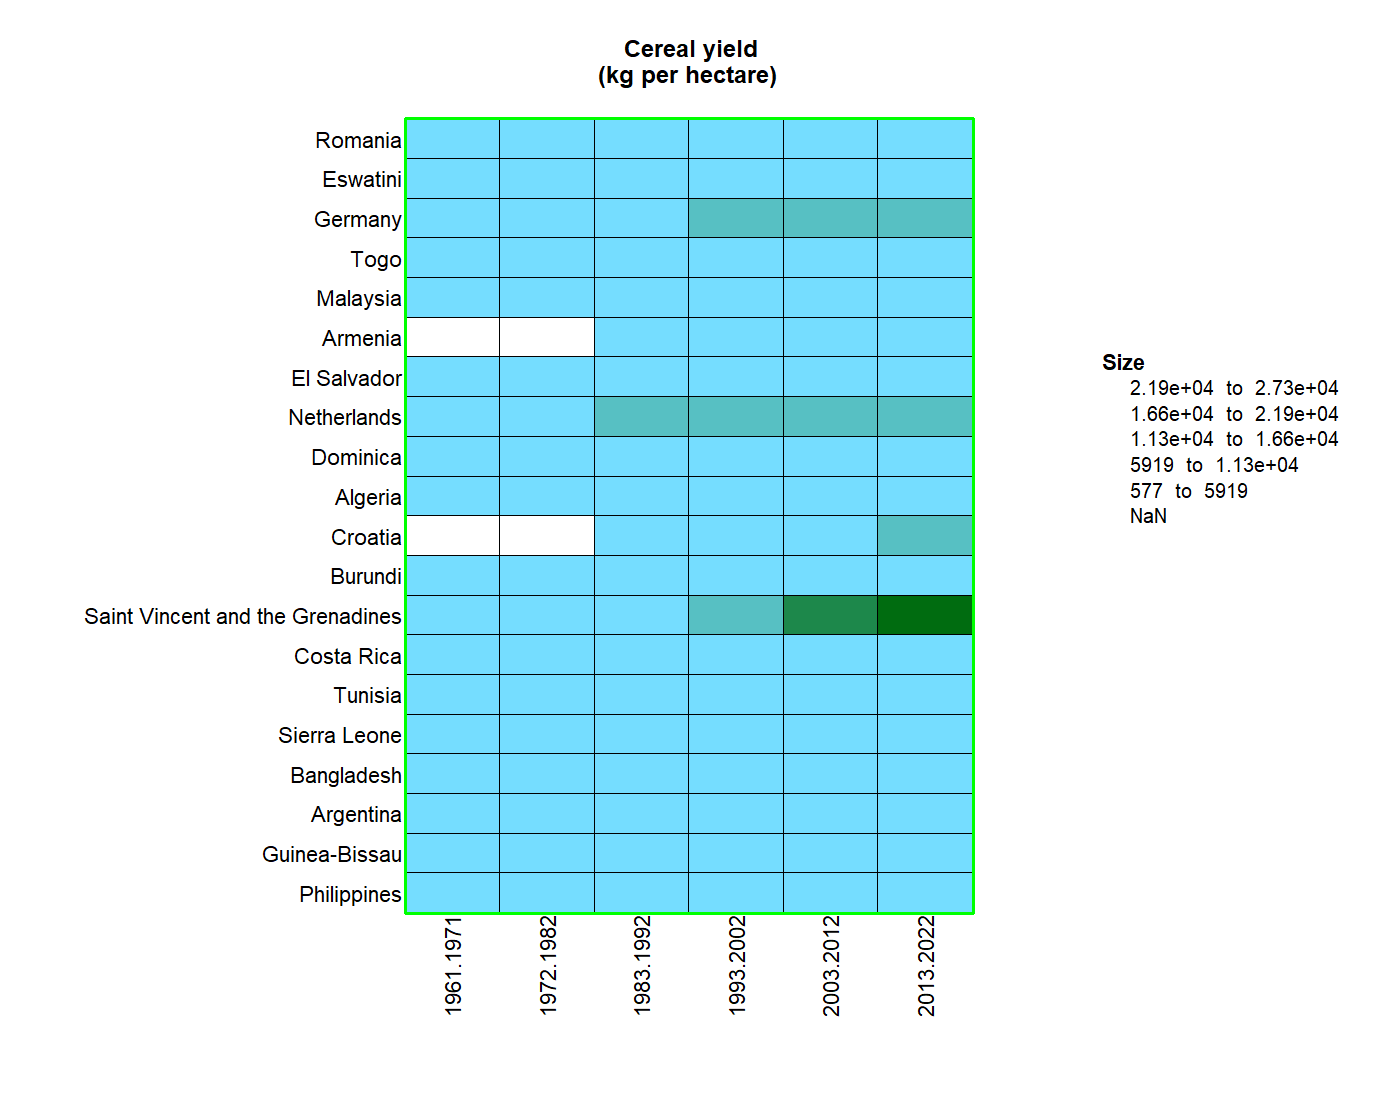 Cereal yield
(kg per hectare)
Romania
Eswatini
Germany
Togo
Malaysia
Armenia
El Salvador
Netherlands
Dominica
Algeria
Croatia
Burundi
Saint Vincent and the Grenadines
Costa Rica
Tunisia
Sierra Leone
Bangladesh
Argentina
Guinea-Bissau
Philippines
1961.1971
1972.1982
1983.1992
1993.2002
2003.2012
2013.2022
Size
2.19e+04 to 2.73e+04
1.66e+04 to 2.19e+04
1.13e+04 to 1.66e+04
5919 to 1.13e+04
577 to 5919
NaN